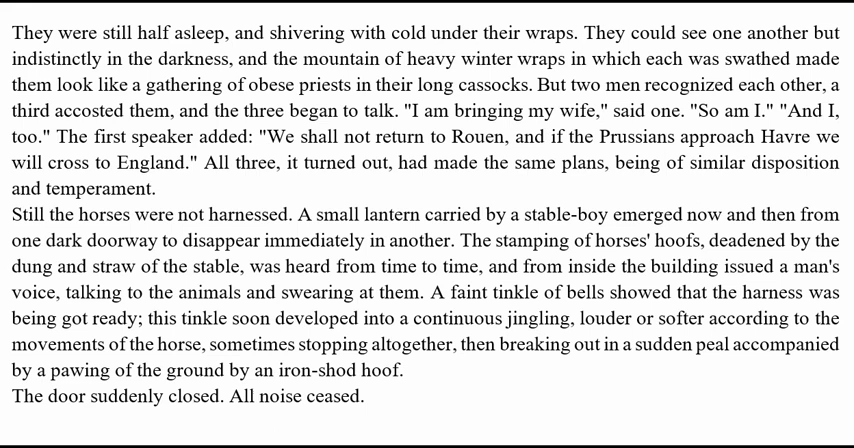 They were still half asleep, and shivering with cold under their wraps. They could see one another but
indistinctly in the darkness, and the mountain of heavy winter wraps in which each was swathed made
them look like a gathering of obese priests in their long cassocks. But two men recognized each other, a
third accosted them, and the three began to talk. "I am bringing my wife," said one. "So am I." "And I,
too." The first speaker added: "We shall not return to Rouen, and if the Prussians approach Havre we
will cross to England." All three, it turned out, had made the same plans, being of similar disposition
and temperament.
Still the horses were not harnessed. A small lantern carried by a stable-boy emerged now and then from
one dark doorway to disappear immediately in another. The stamping of horses' hoofs, deadened by the
dung and straw of the stable, was heard from time to time, and from inside the building issued a man's
voice, talking to the animals and swearing at them. A faint tinkle of bells showed that the harness was
being got ready; this tinkle soon developed into a continuous jingling, louder or softer according to the
movements of the horse, sometimes stopping altogether, then breaking out in a sudden peal accompanied
by a pawing of the ground by an iron-shod hoof.
The door suddenly closed. All noise ceased.